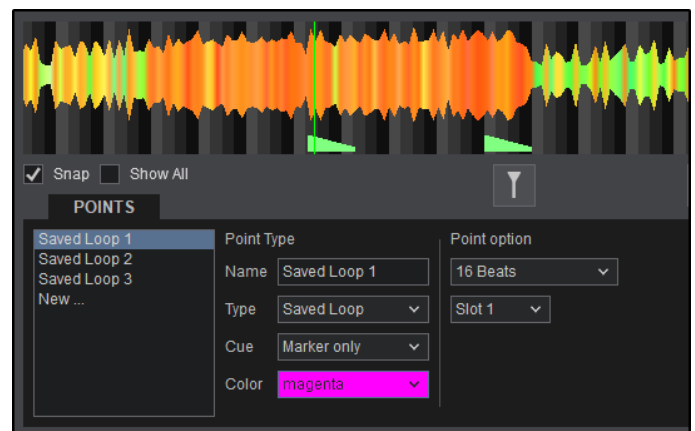 Snap Show All
POINTS
Saved Loop 1
Saved Loop 2
Saved Loop 3
New ...
Point Type
Name Saved Loop 1
Type Saved Loop
Cue Marker only
Color magenta
Point option
16 Beats
Slot 1